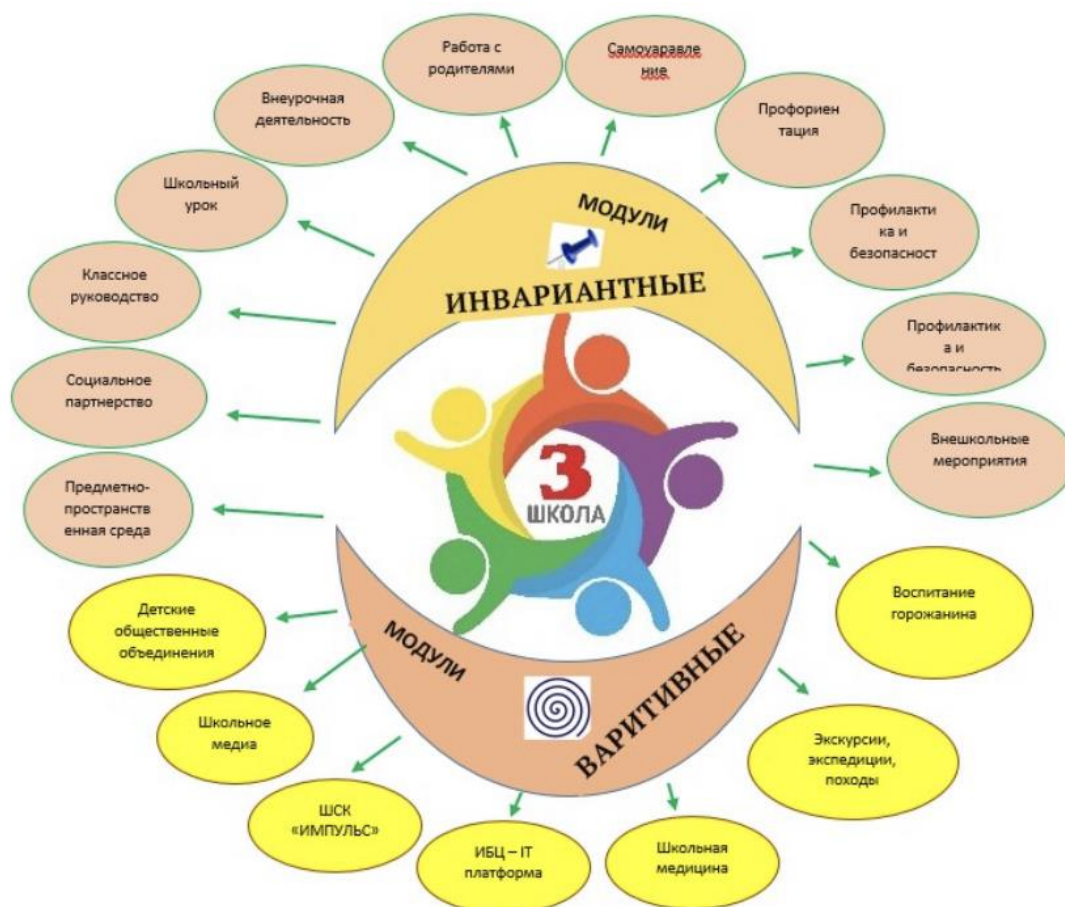 Работа с
родителями
Самоуаравле
ние
Внеурочная
деятельность
Профориен
тация
Школьный
урок
Профилакти
ка и
безопасност
Классное
руководство
Профилактик
а и
безопасность
Социальное
партнерство
Внешкольные
мероприятия
Предметно-
пространств
енная среда
МОДУЛИ
ИНВАРИАНТНЫЕ
3
ШКОЛА
МОДУЛИ
ВАРИТИВНЫЕ
Детские
общественные
объединения
Воспитание
горожанина
Школьное
медиа
Экскурсии,
экспедиции,
походы
ШСК
«ИМПУЛЬС»
ИБЦ – IT
платформа
Школьная
медицина